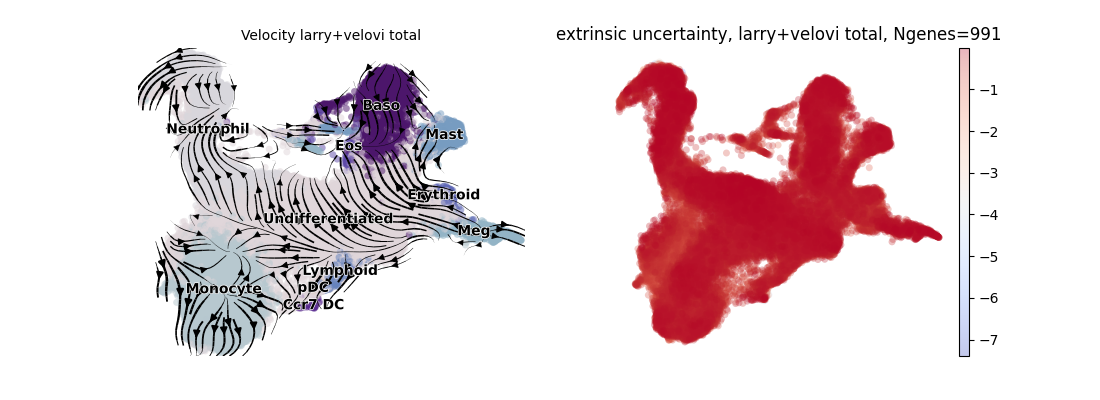 Velocity larry+velovi total
extrinsic uncertainty, larry+velovi total, Ngenes=991
Baso
Neutrophil
Mast
Eos
Erythroid
Undifferentiated
Meg
Lymphoid
pDC
Monocyte
Ccr7 DC
−1
−2
−3
−4
−5
−6
−7